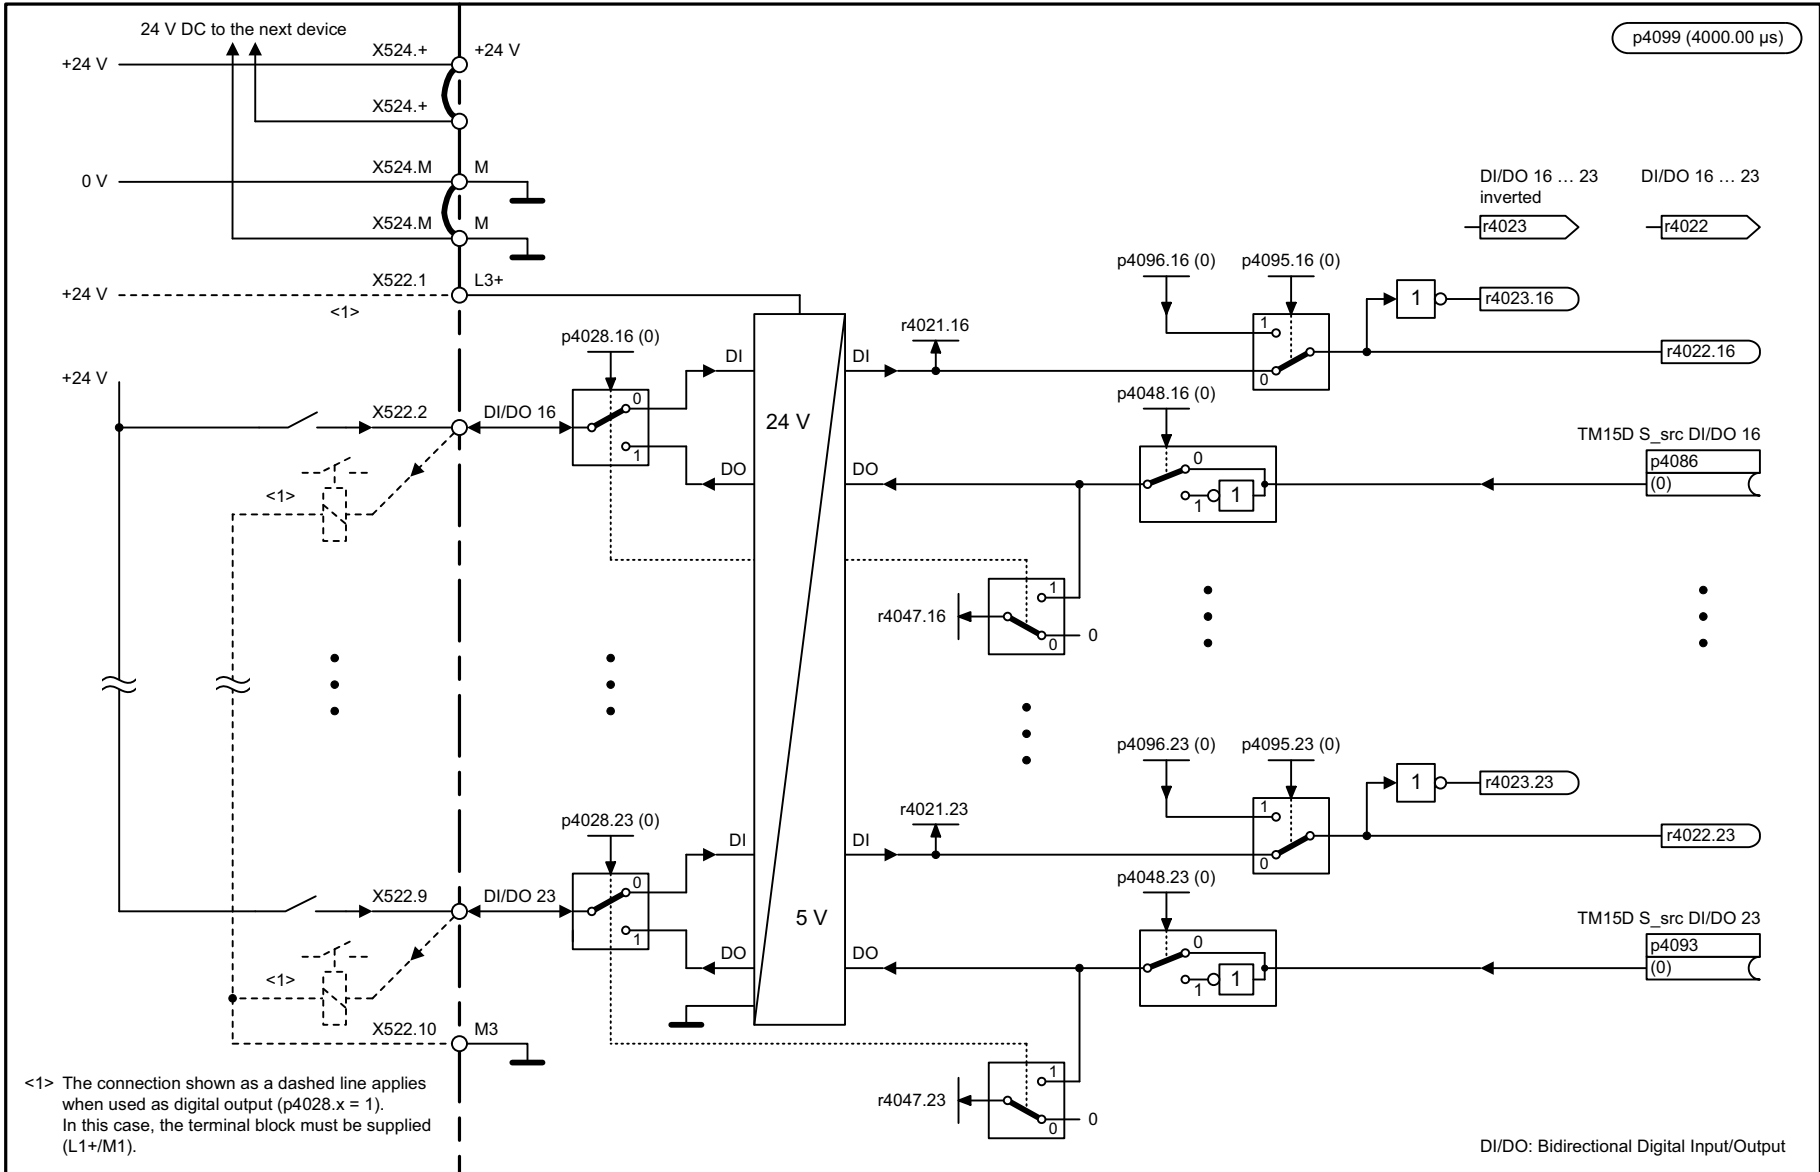 24 V DC to the next device
p4099 (4000.00 µs)
X524.+
+24 V
+24 V
X524.+
X524.M
M
0 V
DI/DO 16 … 23
inverted
DI/DO 16 … 23
X524.M
M
r4023
r4022
p4096.16 (0)
p4095.16 (0)
X522.1
L3+
+24 V
<1>
1
r4023.16
1
r4021.16
p4028.16 (0)
DI
DI
r4022.16
0
+24 V
p4048.16 (0)
0
X522.2
DI/DO 16
24 V
TM15D S_src DI/DO 16
1
DO
DO
0
p4086
1
1
(0)
<1>
1
r4047.16
0
0
p4096.23 (0)
p4095.23 (0)
1
r4023.23
1
r4021.23
p4028.23 (0)
DI
DI
r4022.23
0
p4048.23 (0)
0
X522.9
DI/DO 23
5 V
TM15D S_src DI/DO 23
1
DO
DO
0
p4093
1
1
(0)
<1>
X522.10
M3
1
r4047.23
0
0
<1> The connection shown as a dashed line applies
when used as digital output (p4028.x = 1).
In this case, the terminal block must be supplied
(L1+/M1).
DI/DO: Bidirectional Digital Input/Output